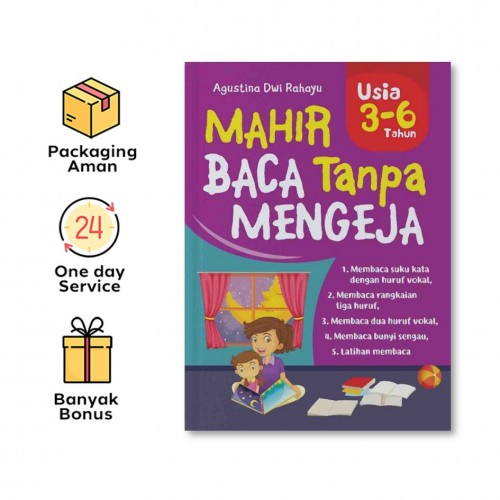 Packaging
Aman
24
One day
Service
Banyak
Bonus
Agustina Dwi Rahayu
Usia
3-6
Tahun
MAHIR
BACA Tanpa
MENGEJA
1. Membaca suku kata
dengan huruf vokal,
2. Membaca rangkaian
tiga huruf,
3. Membaca dua huruf vokal,
4. Membaca bunyi sengau,
5. Latihan membaca